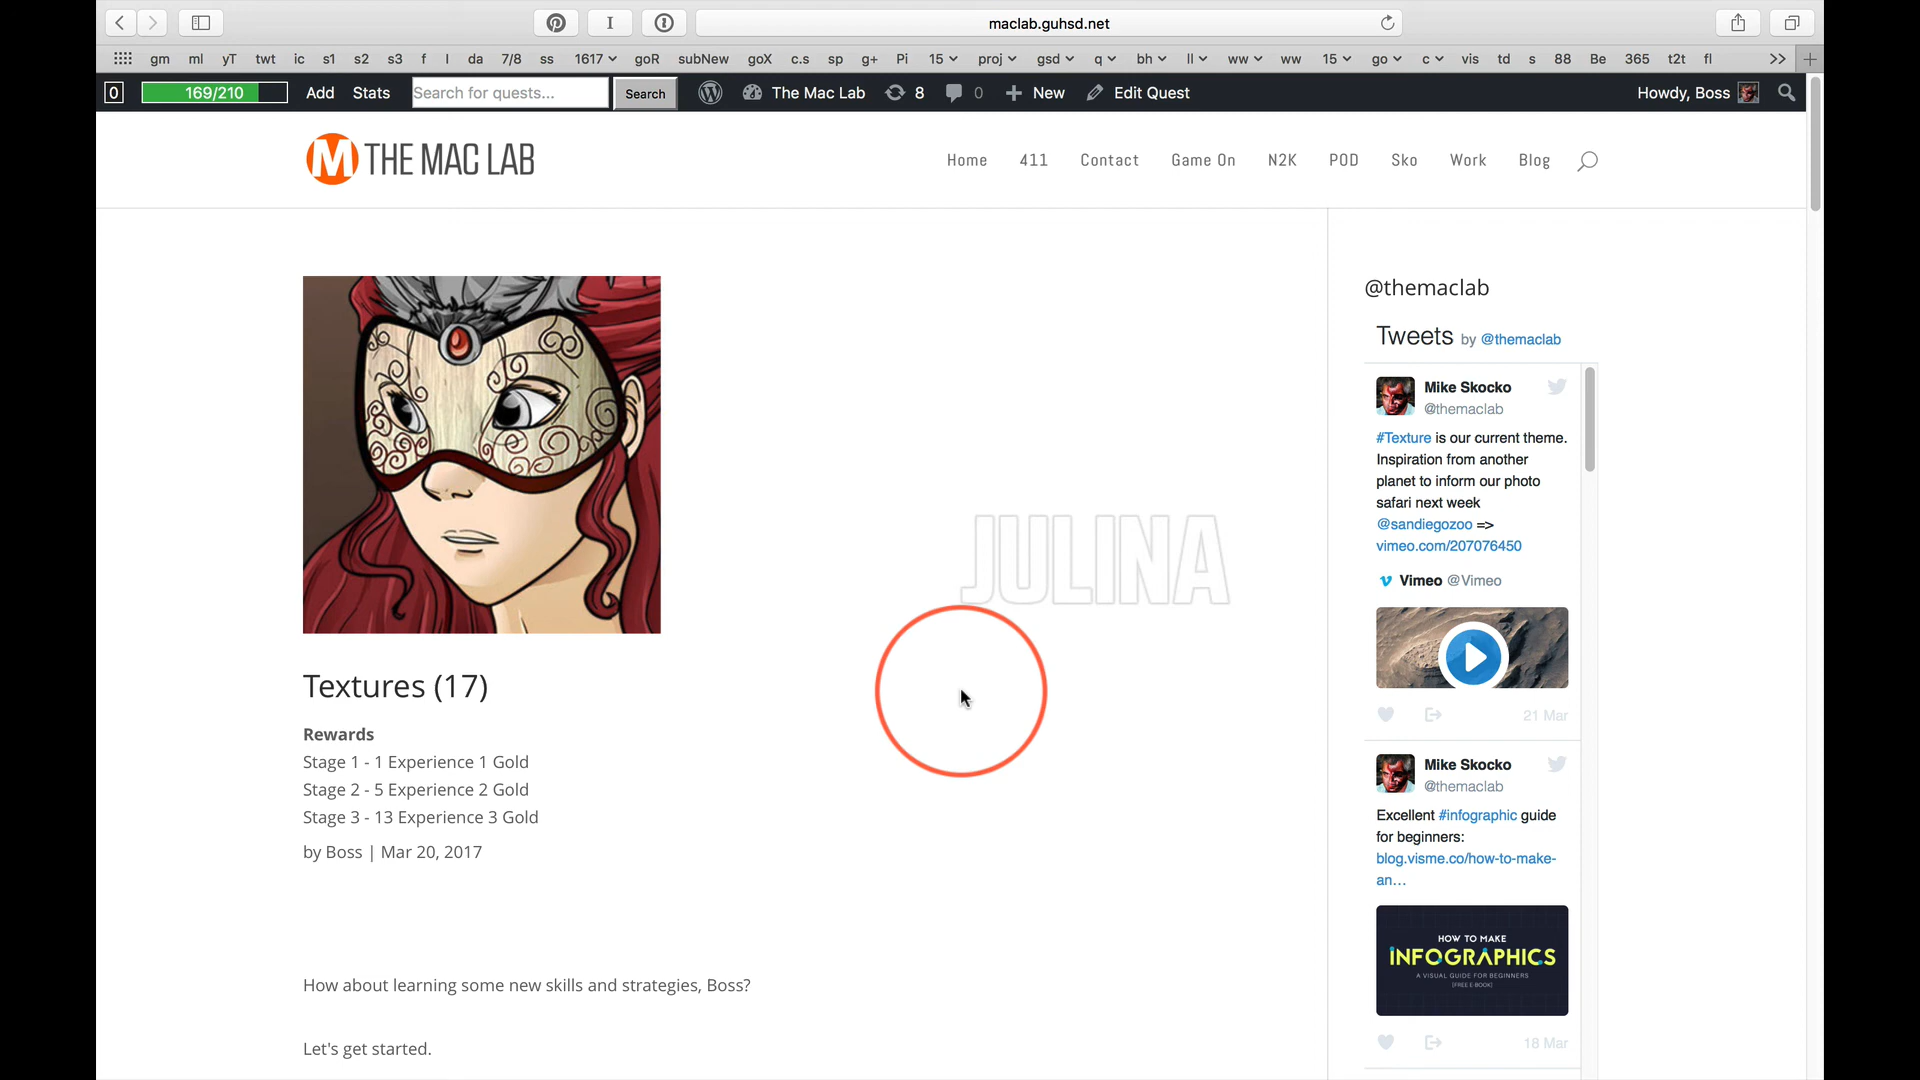 maclab.guhsd.net
gm ml yT twt ic s1 s2 s3 f l da 7/8 ss 1617 goR subNew goX c.s sp g+ Pi 15 proj gsd q bh ll ww ww 15 go c vis td s 88 Be 365 t2t fl >>
0 169/210 Add Stats Search for quests... Search The Mac Lab 8 0 New Edit Quest Howdy, Boss
M THE MAC LAB
Home 411 Contact Game On N2K POD Sko Work Blog
JULINA
Textures (17)
Rewards
Stage 1 - 1 Experience 1 Gold
Stage 2 - 5 Experience 2 Gold
Stage 3 - 13 Experience 3 Gold
by Boss | Mar 20, 2017
How about learning some new skills and strategies, Boss?
Let's get started.
@themaclab
Tweets by @themaclab
Mike Skocko
@themaclab
#Texture is our current theme.
Inspiration from another
planet to inform our photo
safari next week
@sandiegozoo =>
vimeo.com/207076450
Vimeo @Vimeo
21 Mar
Mike Skocko
@themaclab
Excellent #infographic guide
for beginners:
blog.visme.co/how-to-make-
an…
HOW TO MAKE
INFOGRAPHICS
A VISUAL GUIDE FOR BEGINNERS
[FREE E-BOOK]
18 Mar